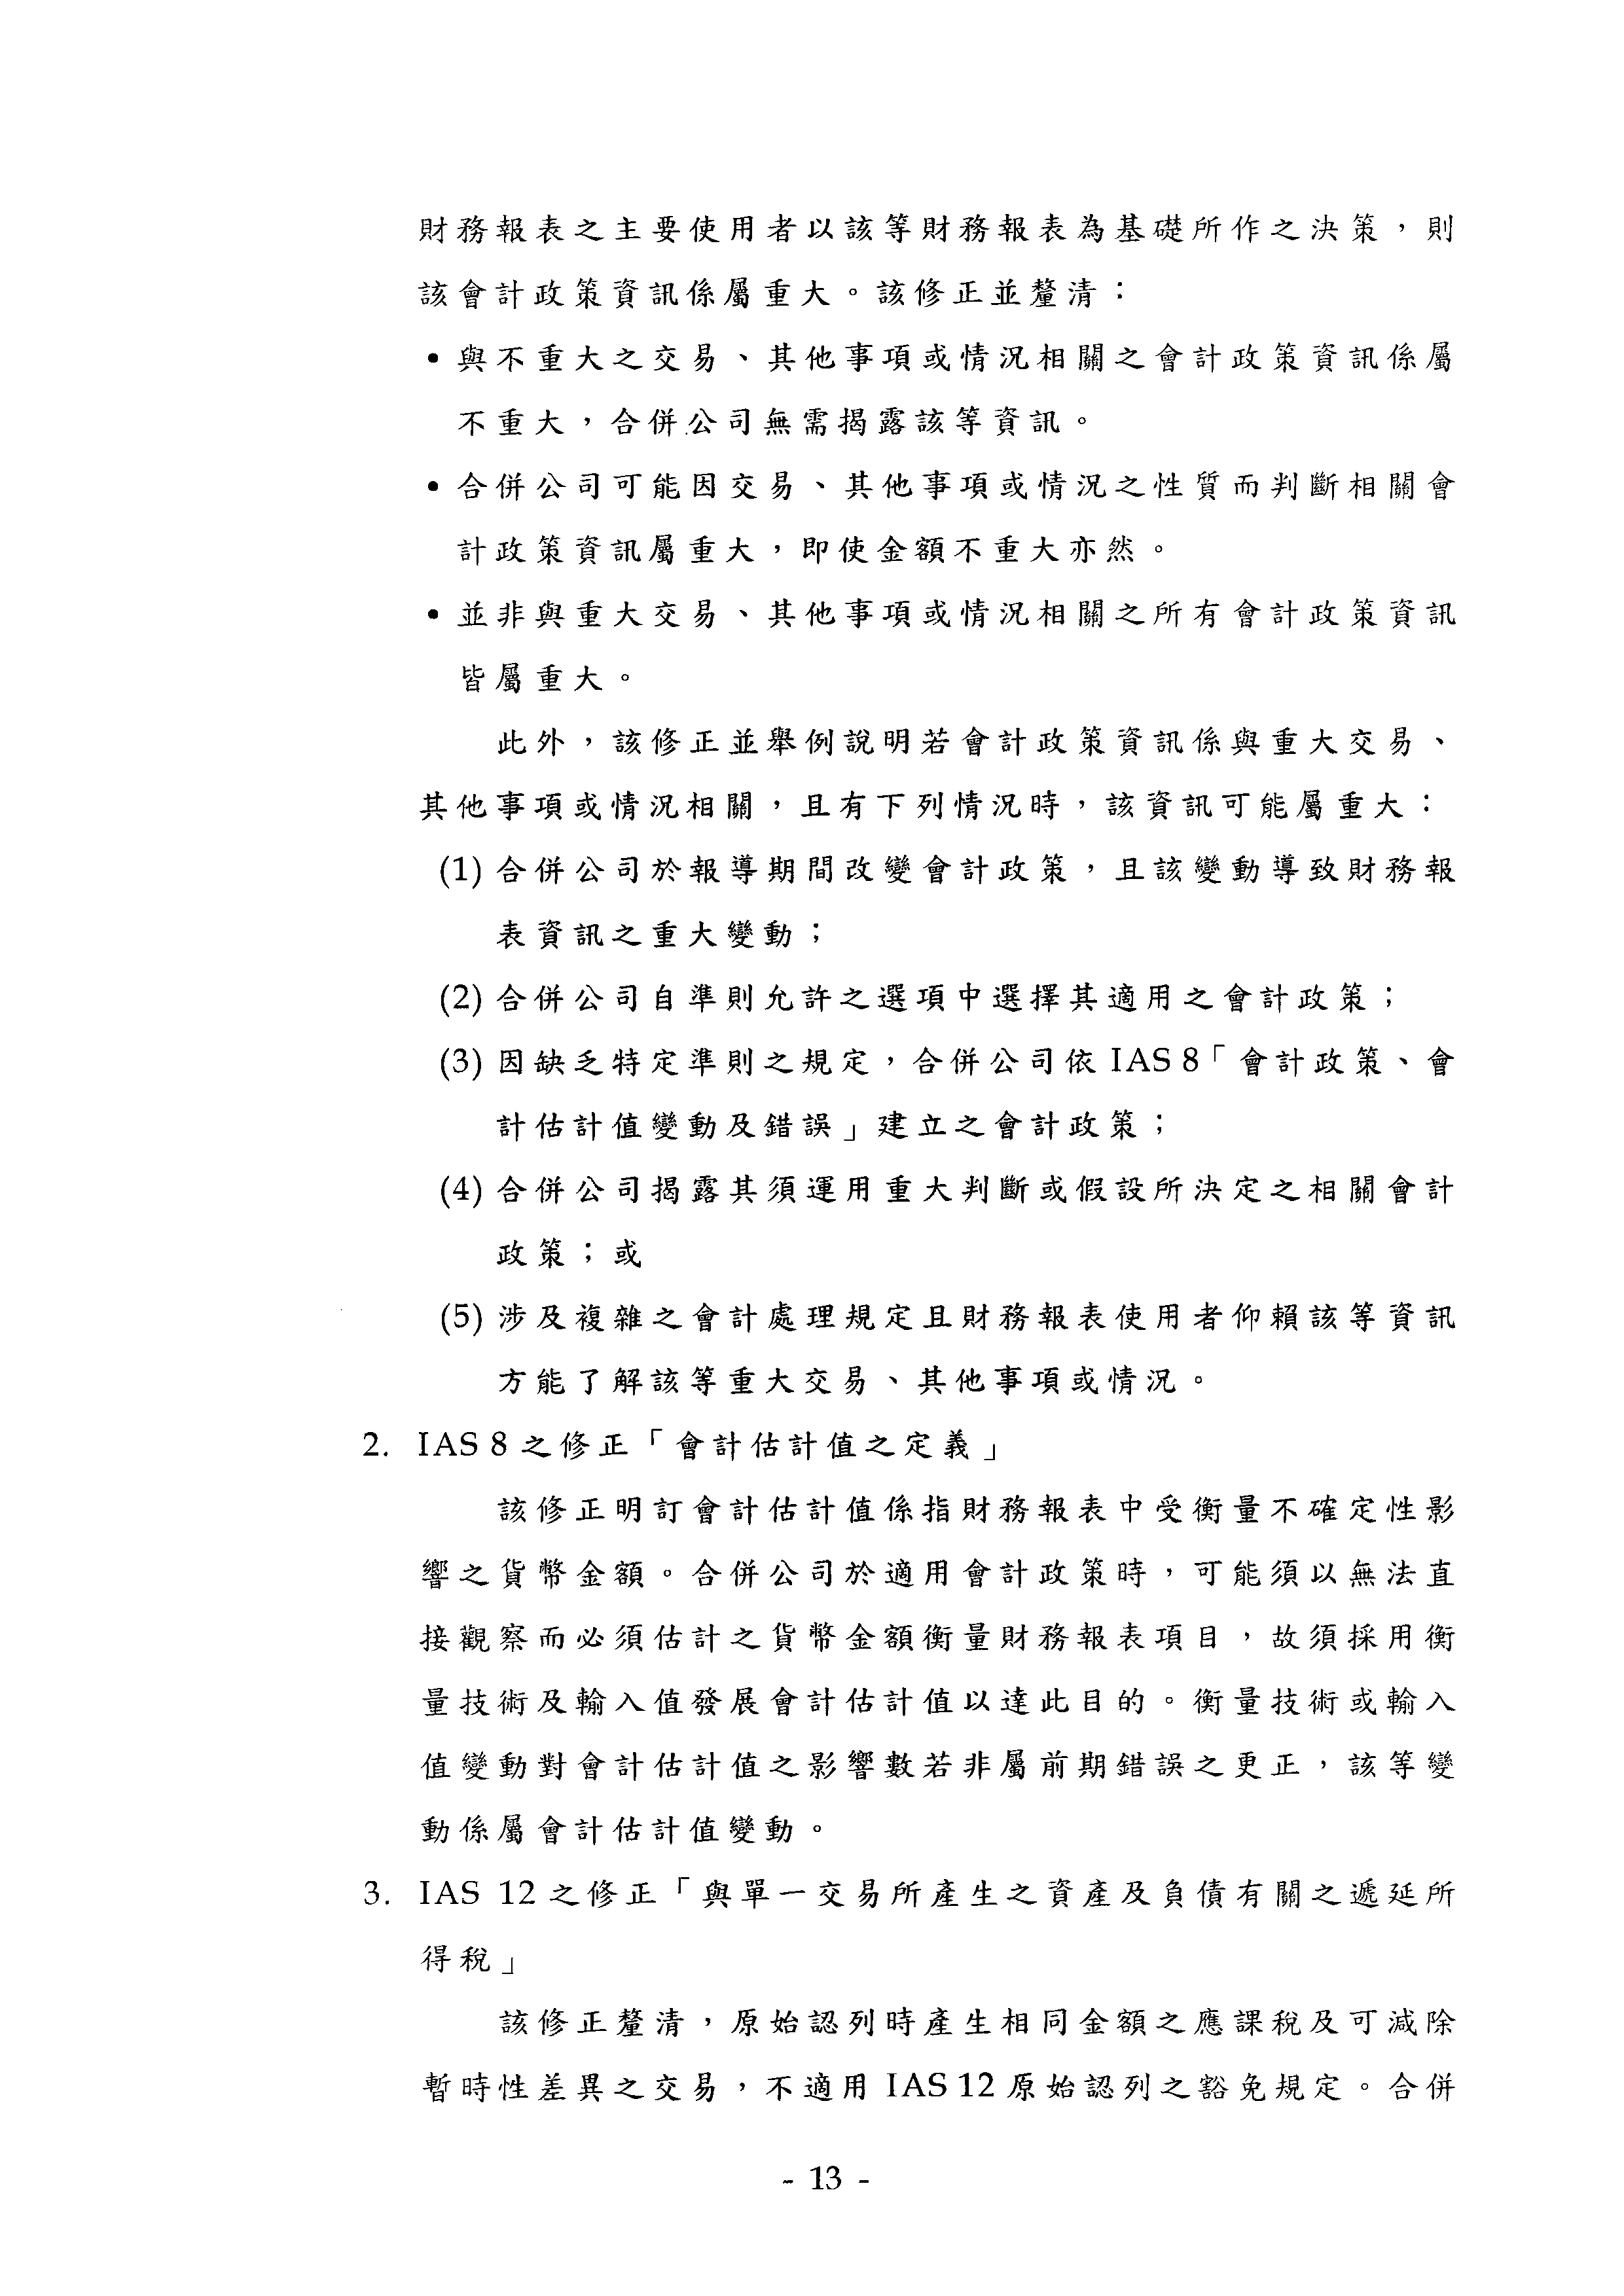 財務報表之主要使用者以該等財務報表為基礎所作之決策，則
該會計政策資訊係屬重大。該修正並釐清：
• 與不重大之交易、其他事項或情況相關之會計政策資訊係屬
不重大，合併公司無需揭露該等資訊。
• 合併公司可能因交易、其他事項或情況之性質而判斷相關會
計政策資訊屬重大，即使金額不重大亦然。
• 並非與重大交易、其他事項或情況相關之所有會計政策資訊
皆屬重大。
此外，該修正並舉例說明若會計政策資訊係與重大交易、
其他事項或情況相關，且有下列情況時，該資訊可能屬重大：
(1) 合併公司於報導期間改變會計政策，且該變動導致財務報
表資訊之重大變動；
(2) 合併公司自準則允許之選項中選擇其適用之會計政策；
(3) 因缺乏特定準則之規定，合併公司依 IAS 8「會計政策、會
計估計值變動及錯誤」建立之會計政策；
(4) 合併公司揭露其須運用重大判斷或假設所決定之相關會計
政策；或
(5) 涉及複雜之會計處理規定且財務報表使用者仰賴該等資訊
方能了解該等重大交易、其他事項或情況。
2. IAS 8 之修正「會計估計值之定義」
該修正明訂會計估計值係指財務報表中受衡量不確定性影
響之貨幣金額。合併公司於適用會計政策時，可能須以無法直
接觀察而必須估計之貨幣金額衡量財務報表項目，故須採用衡
量技術及輸入值發展會計估計值以達此目的。衡量技術或輸入
值變動對會計估計值之影響數若非屬前期錯誤之更正，該等變
動係屬會計估計值變動。
3. IAS 12 之修正「與單一交易所產生之資產及負債有關之遞延所
得稅」
該修正釐清，原始認列時產生相同金額之應課稅及可減除
暫時性差異之交易，不適用 IAS 12 原始認列之豁免規定。合併
- 13 -